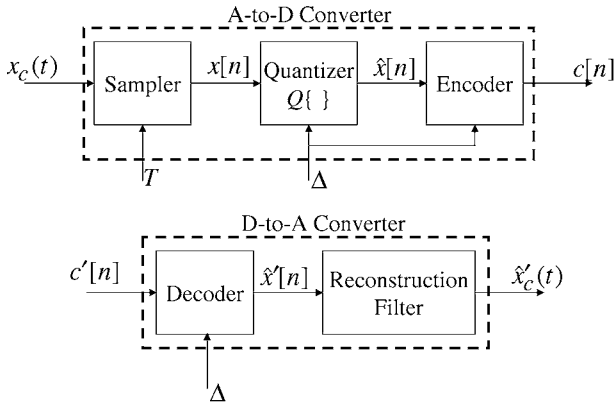 A-to-D Converter
x_c(t)
Sampler
x[n]
Quantizer
Q{ }
x̂[n]
Encoder
c[n]
T
Δ
D-to-A Converter
c′[n]
Decoder
x̂′[n]
Reconstruction
Filter
x̂′_c(t)
Δ